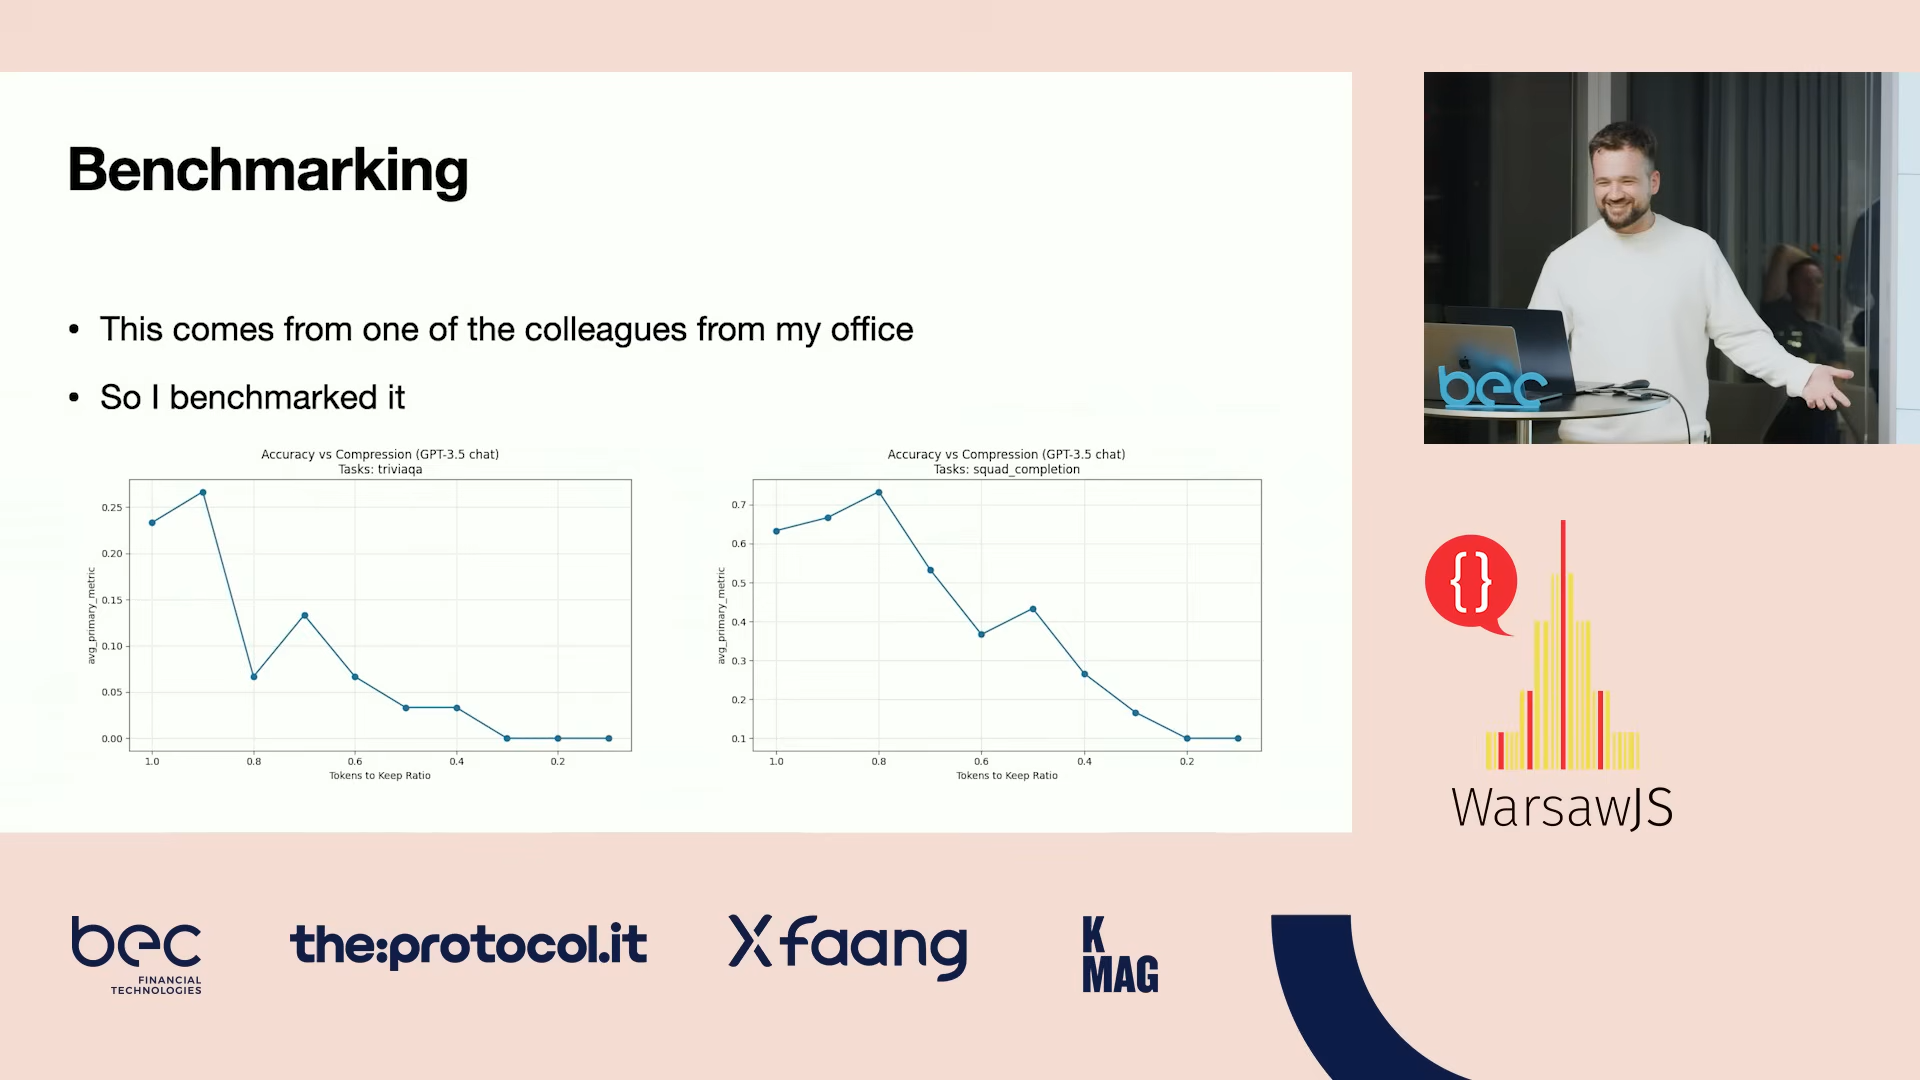 Benchmarking
• This comes from one of the colleagues from my office
• So I benchmarked it
Accuracy vs Compression (GPT-3.5 chat)
Tasks: triviaqa
avg_primary_metric
0.25
0.20
0.15
0.10
0.05
0.00
1.0 0.8 0.6 0.4 0.2
Tokens to Keep Ratio
Accuracy vs Compression (GPT-3.5 chat)
Tasks: squad_completion
avg_primary_metric
0.7
0.6
0.5
0.4
0.3
0.2
0.1
1.0 0.8 0.6 0.4 0.2
Tokens to Keep Ratio
bec
{}
WarsawJS
bec
FINANCIAL
TECHNOLOGIES
the:protocol.it
Xfaang
K
MAG